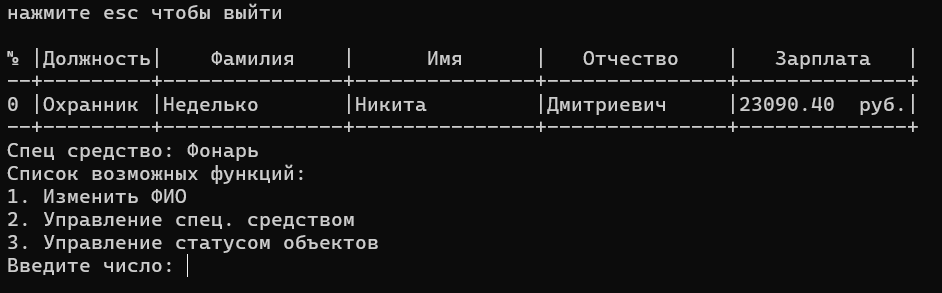 нажмите esc чтобы выйти
№ |Должность|    Фамилия    |      Имя      |   Отчество    |   Зарплата   |
--+---------+---------------+---------------+---------------+--------------+
0 |Охранник |Неделько       |Никита         |Дмитриевич     |23090.40  руб.|
--+---------+---------------+---------------+---------------+--------------+
Спец средство: Фонарь
Список возможных функций:
1. Изменить ФИО
2. Управление спец. средством
3. Управление статусом объектов
Введите число: